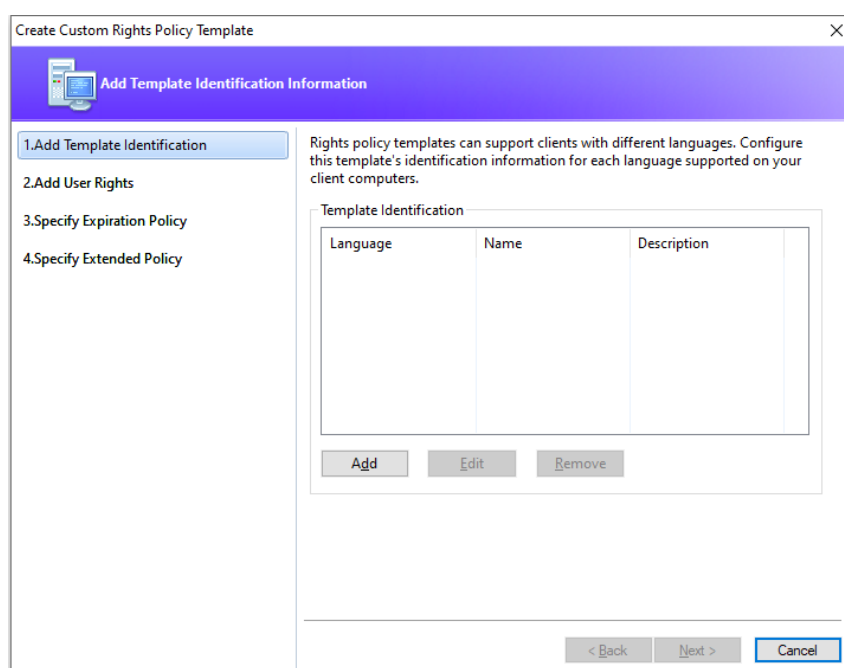 Create Custom Rights Policy Template
Add Template Identification Information
1.Add Template Identification
2.Add User Rights
3.Specify Expiration Policy
4.Specify Extended Policy
Rights policy templates can support clients with different languages. Configure
this template's identification information for each language supported on your
client computers.
Template Identification
Language Name Description
Add Edit Remove
< Back Next > Cancel